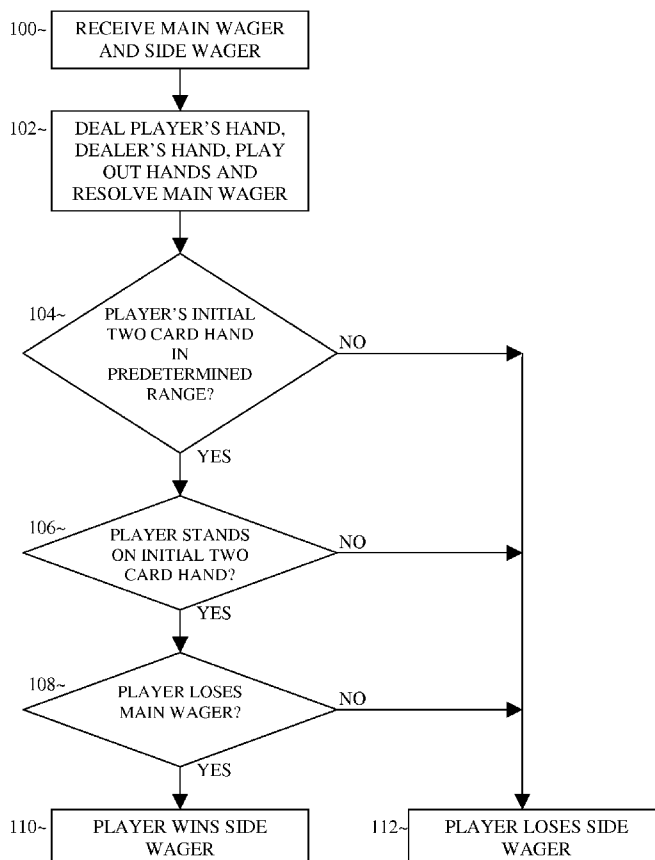 100~
RECEIVE MAIN WAGER
AND SIDE WAGER
102~
DEAL PLAYER'S HAND,
DEALER'S HAND, PLAY
OUT HANDS AND
RESOLVE MAIN WAGER
104~
PLAYER'S INITIAL
TWO CARD HAND
IN
PREDETERMINED
RANGE?
NO
YES
106~
PLAYER STANDS
ON INITIAL TWO
CARD HAND?
NO
YES
108~
PLAYER LOSES
MAIN WAGER?
NO
YES
110~
PLAYER WINS SIDE
WAGER
112~
PLAYER LOSES SIDE
WAGER